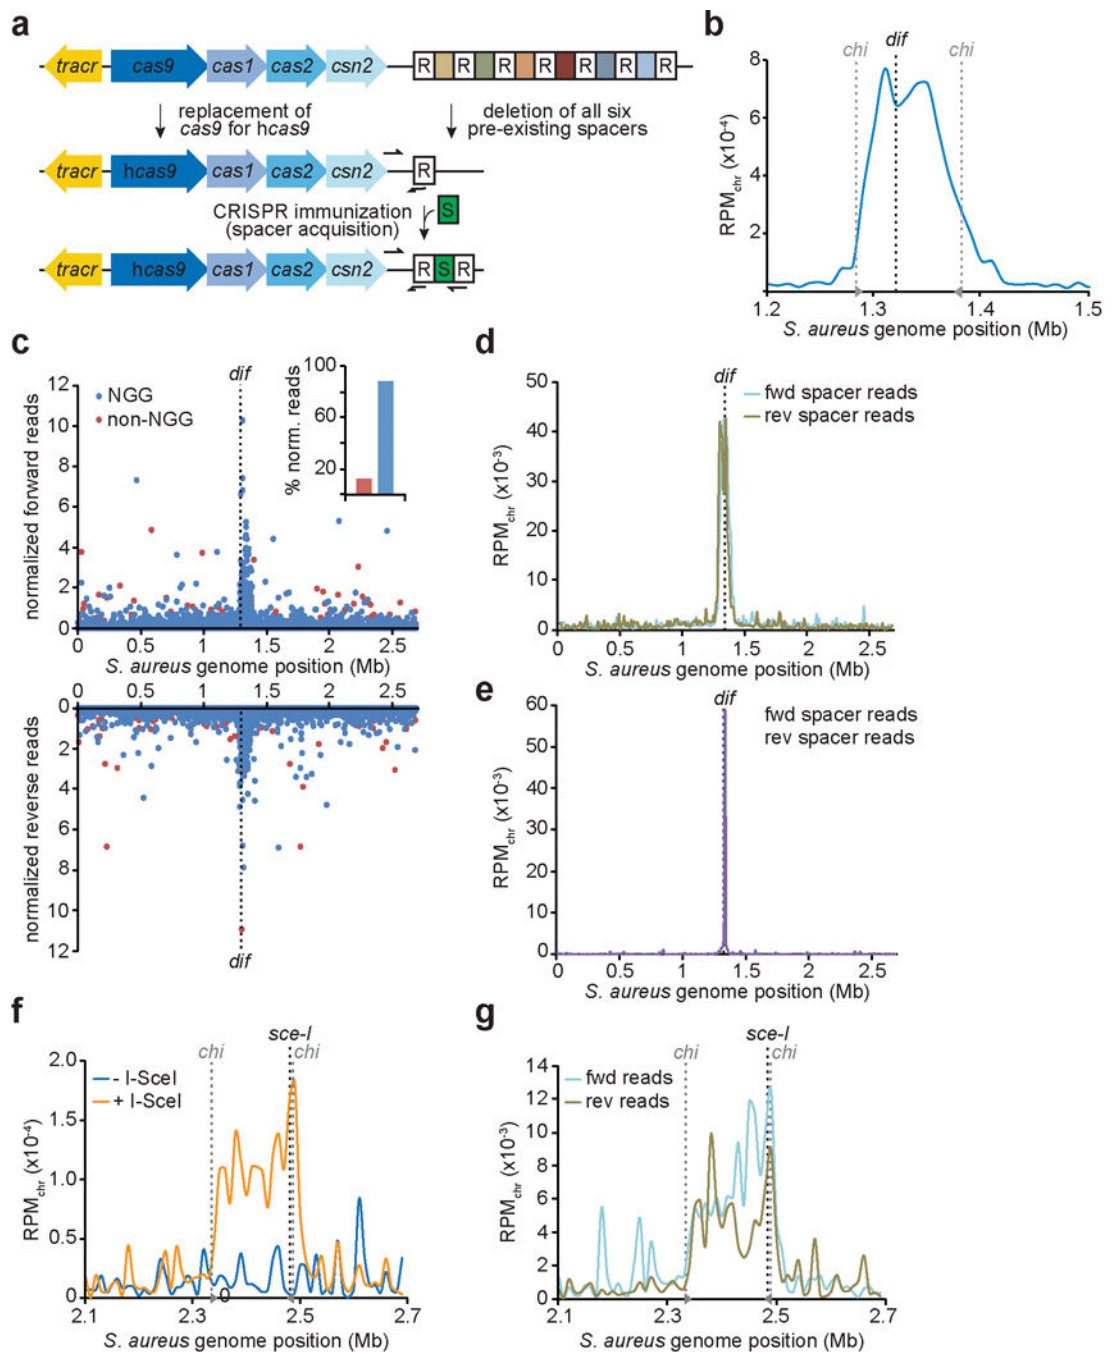 a
tracr cas9 cas1 cas2 csn2 R R R R R R R
replacement of
cas9 for hcas9
deletion of all six
pre-existing spacers
tracr hcas9 cas1 cas2 csn2 R
CRISPR immunization
(spacer acquisition)
S
tracr hcas9 cas1 cas2 csn2 R S R
b
chi dif chi
8
6
4
2
RPMchr (x10-4)
1.2 1.3 1.4 1.5
S. aureus genome position (Mb)
c
dif
NGG
non-NGG
12
10
8
6
4
2
0
normalized forward reads
100
60
20
% norm. reads
0 0.5 1 1.5 2 2.5
S. aureus genome position (Mb)
0.5 1 1.5 2 2.5
0
2
4
6
8
10
12
normalized reverse reads
dif
d
dif
fwd spacer reads
rev spacer reads
50
40
30
20
10
0
RPMchr (x10-3)
0 0.5 1 1.5 2 2.5
S. aureus genome position (Mb)
e
dif
fwd spacer reads
rev spacer reads
60
50
40
30
20
10
0
RPMchr (x10-3)
0 0.5 1 1.5 2 2.5
S. aureus genome position (Mb)
f
sce-I
chi chi
- I-SceI
+ I-SceI
2.0
1.5
1.0
0.5
0
RPMchr (x10-4)
0
2.1 2.3 2.5 2.7
S. aureus genome position (Mb)
g
sce-I
chi chi
fwd reads
rev reads
14
12
10
8
6
4
2
0
RPMchr (x10-3)
2.1 2.3 2.5 2.7
S. aureus genome position (Mb)